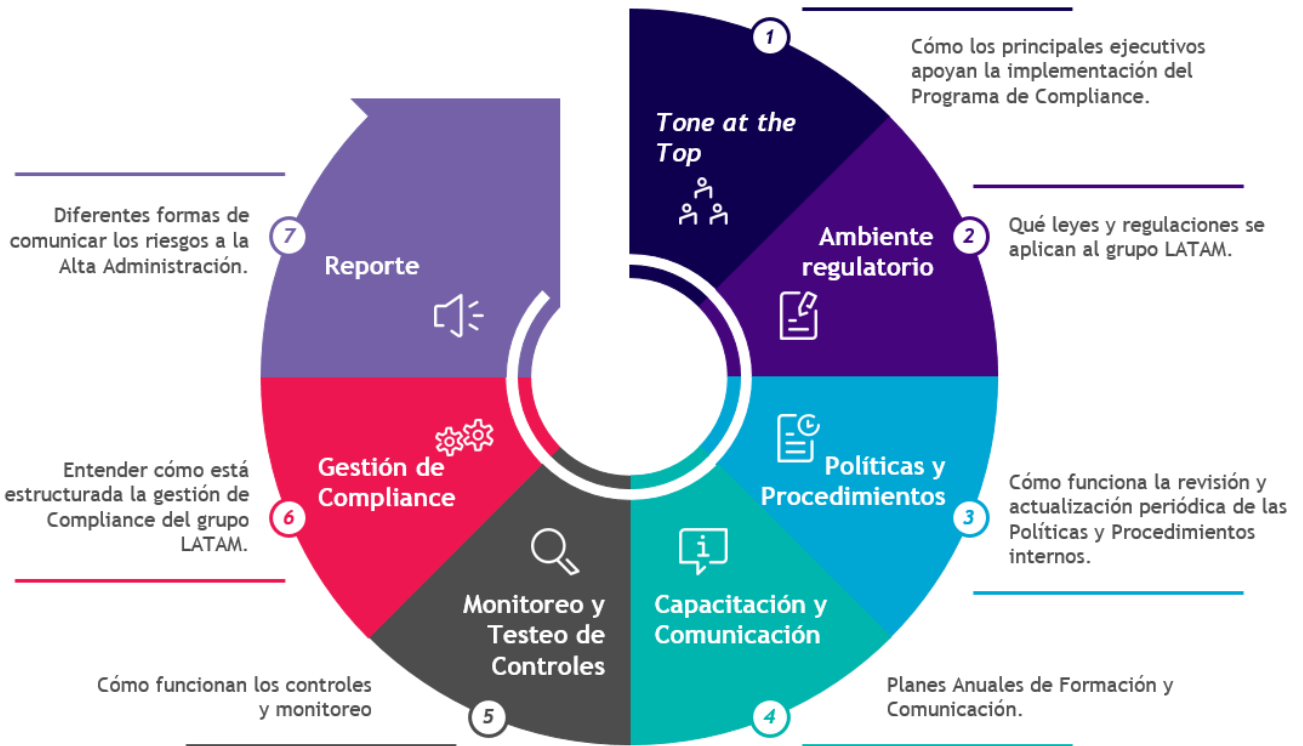 1
Tone at the
Top
Cómo los principales ejecutivos
apoyan la implementación del
Programa de Compliance.
2
Ambiente
regulatorio
Qué leyes y regulaciones se
aplican al grupo LATAM.
3
Políticas y
Procedimientos
Cómo funciona la revisión y
actualización periódica de las
Políticas y Procedimientos
internos.
4
Capacitación y
Comunicación
Planes Anuales de Formación y
Comunicación.
5
Monitoreo y
Testeo de
Controles
Cómo funcionan los controles
y monitoreo
6
Gestión de
Compliance
Entender cómo está
estructurada la gestión de
Compliance del grupo
LATAM.
7
Reporte
Diferentes formas de
comunicar los riesgos a la
Alta Administración.